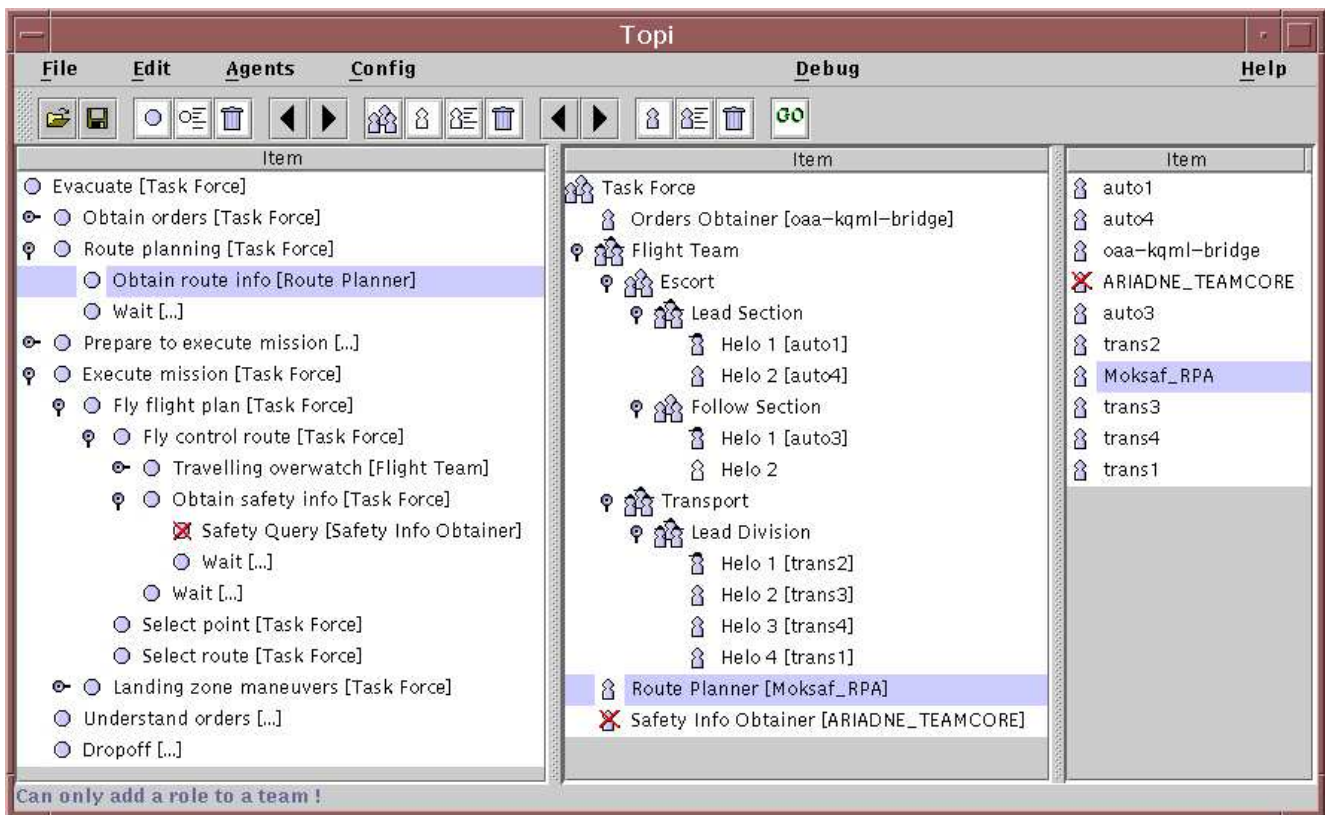 Topi
File Edit Agents Config Debug Help
GO
Item
Evacuate [Task Force]
Obtain orders [Task Force]
Route planning [Task Force]
Obtain route info [Route Planner]
Wait [...]
Prepare to execute mission [...]
Execute mission [Task Force]
Fly flight plan [Task Force]
Fly control route [Task Force]
Travelling overwatch [Flight Team]
Obtain safety info [Task Force]
Safety Query [Safety Info Obtainer]
Wait [...]
Wait [...]
Select point [Task Force]
Select route [Task Force]
Landing zone maneuvers [Task Force]
Understand orders [...]
Dropoff [...]
Item
Task Force
Orders Obtainer [oaa-kqml-bridge]
Flight Team
Escort
Lead Section
Helo 1 [auto1]
Helo 2 [auto4]
Follow Section
Helo 1 [auto3]
Helo 2
Transport
Lead Division
Helo 1 [trans2]
Helo 2 [trans3]
Helo 3 [trans4]
Helo 4 [trans1]
Route Planner [Moksaf_RPA]
Safety Info Obtainer [ARIADNE_TEAMCORE]
Item
auto1
auto4
oaa-kqml-bridge
ARIADNE_TEAMCORE
auto3
trans2
Moksaf_RPA
trans3
trans4
trans1
Can only add a role to a team !